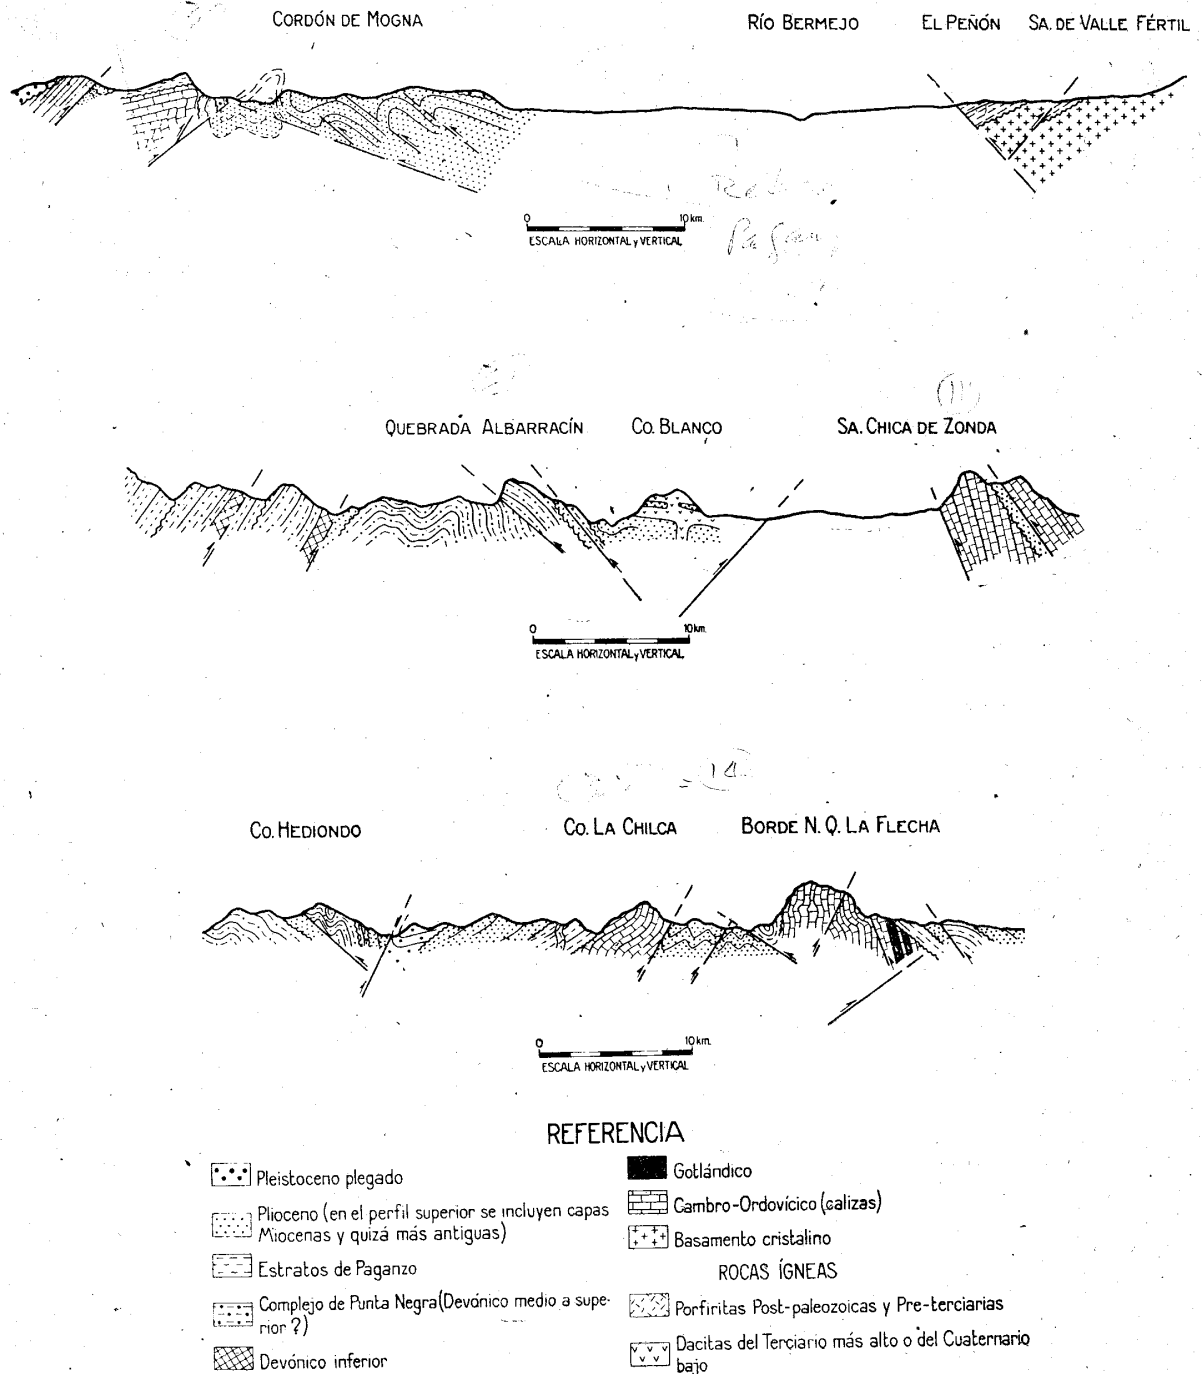 CORDÓN DE MOGNA RÍO BERMEJO EL PEÑÓN SA. DE VALLE FÉRTIL
0 10 km.
ESCALA HORIZONTAL y VERTICAL
QUEBRADA ALBARRACÍN CO. BLANCO SA. CHICA DE ZONDA
0 10 km.
ESCALA HORIZONTAL y VERTICAL
CO. HEDIONDO CO. LA CHILCA BORDE N. Q. LA FLECHA
0 10 km.
ESCALA HORIZONTAL y VERTICAL
REFERENCIA
Pleistoceno plegado
Plioceno (en el perfil superior se incluyen capas
Miocenas y quizá más antiguas)
Estratos de Paganzo
Complejo de Punta Negra (Devónico medio a supe-
rior ?)
Devónico inferior
Gotlándico
Cambro-Ordovícico (calizas)
Basamento cristalino
ROCAS ÍGNEAS
Porfiritas Post-paleozoicas y Pre-terciarias
Dacitas del Terciario más alto o del Cuaternario
bajo